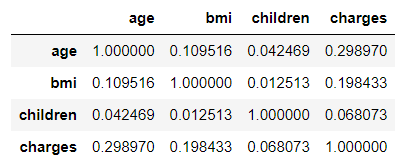 age bmi children charges
age 1.000000 0.109516 0.042469 0.298970
bmi 0.109516 1.000000 0.012513 0.198433
children 0.042469 0.012513 1.000000 0.068073
charges 0.298970 0.198433 0.068073 1.000000